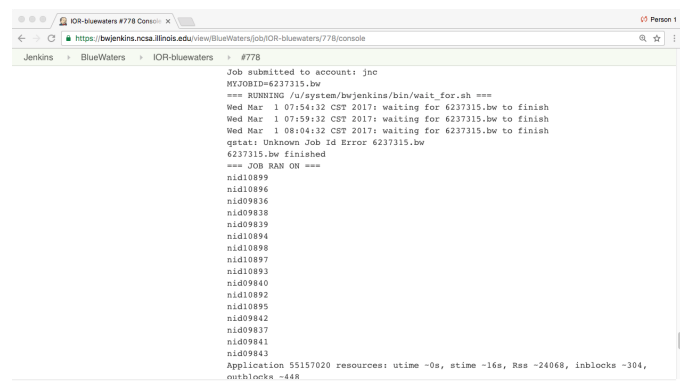 IOR-bluewaters #778 Console
Person 1
https://bwjenkins.ncsa.illinois.edu/view/BlueWaters/job/IOR-bluewaters/778/console
Jenkins BlueWaters IOR-bluewaters #778
Job submitted to account: jnc
MYJOBID=6237315.bw
=== RUNNING /u/system/bwjenkins/bin/wait_for.sh ===
Wed Mar  1 07:54:32 CST 2017: waiting for 6237315.bw to finish
Wed Mar  1 07:59:32 CST 2017: waiting for 6237315.bw to finish
Wed Mar  1 08:04:32 CST 2017: waiting for 6237315.bw to finish
qstat: Unknown Job Id Error 6237315.bw
6237315.bw finished
=== JOB RAN ON ===
nid10899
nid10896
nid09836
nid09838
nid09839
nid10894
nid10898
nid10897
nid10893
nid09840
nid10892
nid10895
nid09842
nid09837
nid09841
nid09843
Application 55157020 resources: utime ~0s, stime ~16s, Rss ~24068, inblocks ~304,
outblocks ~448